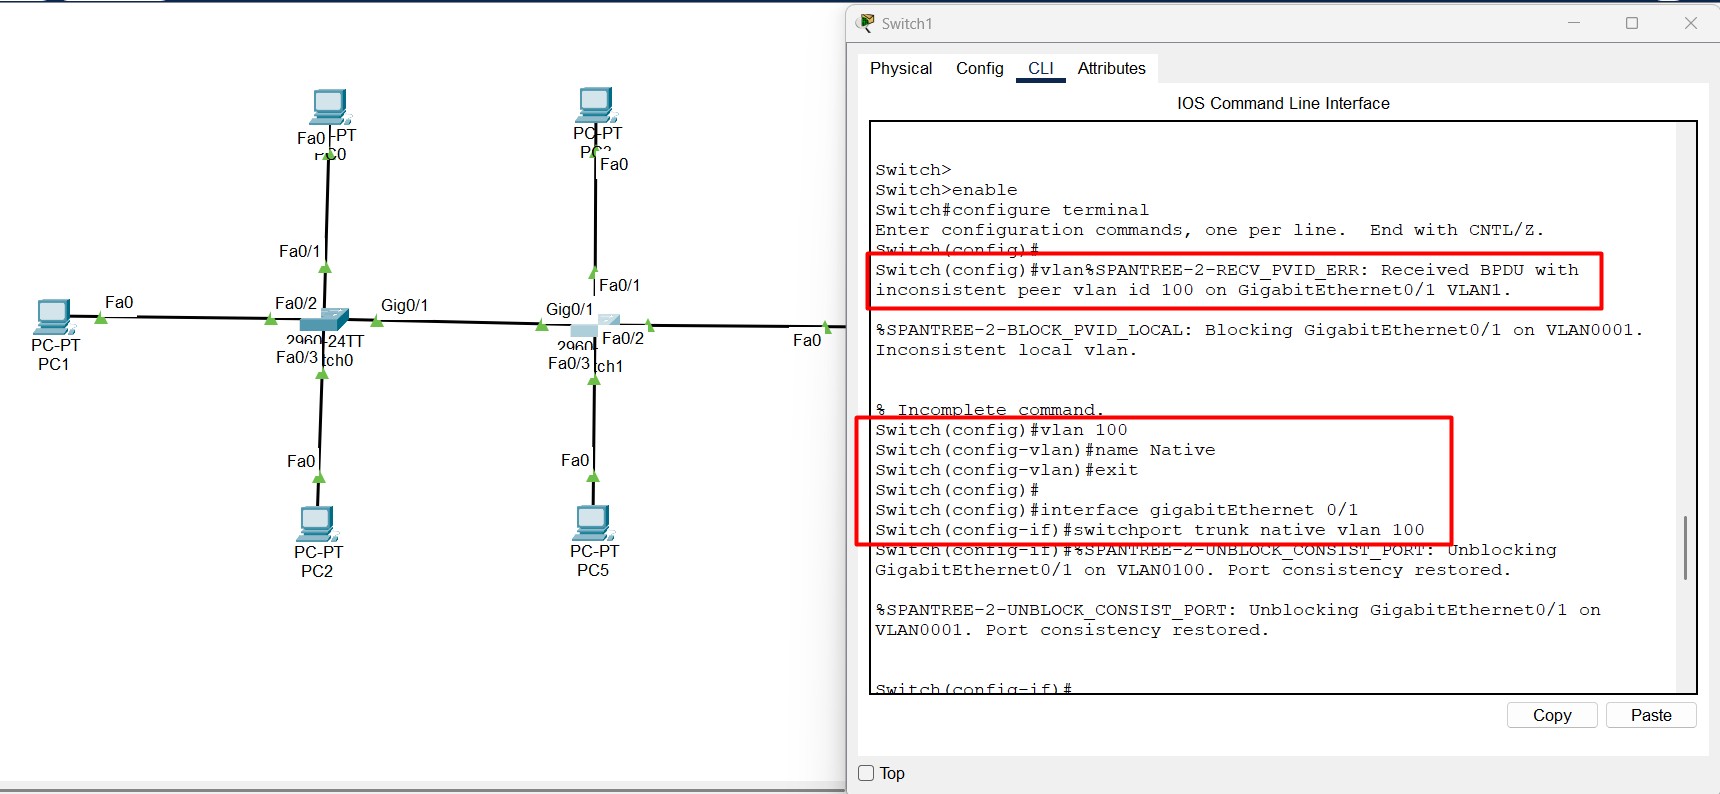 Switch1
Physical Config CLI Attributes
IOS Command Line Interface
Switch>
Switch>enable
Switch#configure terminal
Enter configuration commands, one per line.  End with CNTL/Z.
Switch(config)#
Switch(config)#vlan%SPANTREE-2-RECV_PVID_ERR: Received BPDU with
inconsistent peer vlan id 100 on GigabitEthernet0/1 VLAN1.
%SPANTREE-2-BLOCK_PVID_LOCAL: Blocking GigabitEthernet0/1 on VLAN0001.
Inconsistent local vlan.
% Incomplete command.
Switch(config)#vlan 100
Switch(config-vlan)#name Native
Switch(config-vlan)#exit
Switch(config)#
Switch(config)#interface gigabitEthernet 0/1
Switch(config-if)#switchport trunk native vlan 100
Switch(config-if)#%SPANTREE-2-UNBLOCK_CONSIST_PORT: Unblocking
GigabitEthernet0/1 on VLAN0100. Port consistency restored.
%SPANTREE-2-UNBLOCK_CONSIST_PORT: Unblocking GigabitEthernet0/1 on
VLAN0001. Port consistency restored.
Switch(config-if)#
Copy Paste
Top
Fa0 -PT
PC-PT
Fa0
Fa0/1
Fa0/1
Fa0
Fa0/2
Gig0/1
Gig0/1
PC-PT
PC1
2960-24TT
Fa0/3 tch0
2960-
Fa0/2
Fa0/3 tch1
Fa0
Fa0
Fa0
PC-PT
PC2
PC-PT
PC5